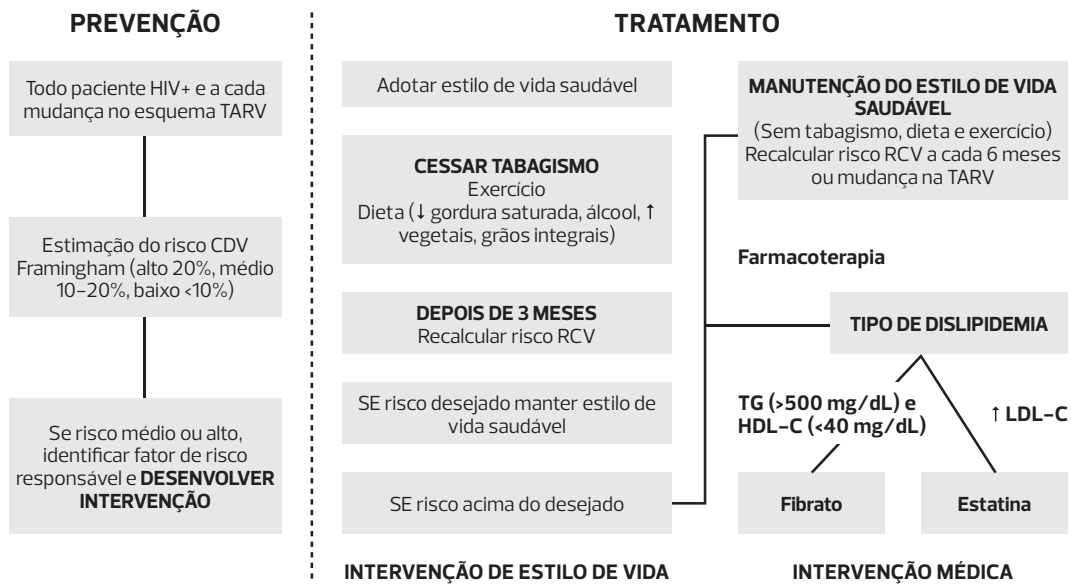 PREVENÇÃO
Todo paciente HIV+ e a cada
mudança no esquema TARV
Estimação do risco CDV
Framingham (alto 20%, médio
10–20%, baixo <10%)
Se risco médio ou alto,
identificar fator de risco
responsável e DESENVOLVER
INTERVENÇÃO
TRATAMENTO
Adotar estilo de vida saudável
CESSAR TABAGISMO
Exercício
Dieta (↓ gordura saturada, álcool, ↑
vegetais, grãos integrais)
DEPOIS DE 3 MESES
Recalcular risco RCV
SE risco desejado manter estilo de
vida saudável
SE risco acima do desejado
INTERVENÇÃO DE ESTILO DE VIDA
MANUTENÇÃO DO ESTILO DE VIDA
SAUDÁVEL
(Sem tabagismo, dieta e exercício)
Recalcular risco RCV a cada 6 meses
ou mudança na TARV
Farmacoterapia
TIPO DE DISLIPIDEMIA
TG (>500 mg/dL) e
HDL–C (<40 mg/dL)
↑ LDL–C
Fibrato
Estatina
INTERVENÇÃO MÉDICA